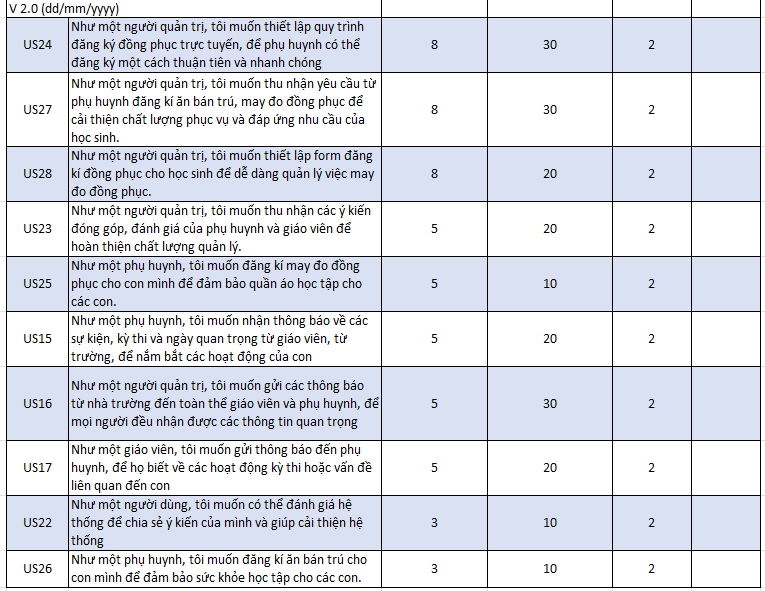 V 2.0 (dd/mm/yyyy)
US24 Như một người quản trị, tôi muốn thiết lập quy trình
đăng ký đồng phục trực tuyến, để phụ huynh có thể
đăng ký một cách thuận tiên và nhanh chóng 8 30 2
US27 Như một người quản trị, tôi muốn thu nhận yêu cầu từ
phụ huynh đăng kí ăn bán trú, may đo đồng phục để
cải thiện chất lượng phục vụ và đáp ứng nhu cầu của
học sinh. 8 30 2
US28 Như một người quản trị, tôi muốn thiết lập form đăng
kí đồng phục cho học sinh để dễ dàng quản lý việc may
đo đồng phục. 8 20 2
US23 Như một người quản trị, tôi muốn thu nhận các ý kiến
đóng góp, đánh giá của phụ huynh và giáo viên để
hoàn thiện chất lượng quản lý. 5 20 2
US25 Như một phụ huynh, tôi muốn đăng kí may đo đồng
phục cho con mình để đảm bảo quần áo học tập cho
các con. 5 10 2
US15 Như một phụ huynh, tôi muốn nhận thông báo về các
sự kiện, kỳ thi và ngày quan trọng từ giáo viên, từ
trường, để nắm bắt các hoạt động của con 5 20 2
US16 Như một người quản trị, tôi muốn gửi các thông báo
từ nhà trường đến toàn thể giáo viên và phụ huynh, để
mọi người đều nhận được các thông tin quan trọng 5 30 2
US17 Như một giáo viên, tôi muốn gửi thông báo đến phụ
huynh, để họ biết về các hoạt động kỳ thi hoặc vấn đề
liên quan đến con 5 20 2
US22 Như một người dùng, tôi muốn có thể đánh giá hệ
thống để chia sẻ ý kiến của mình và giúp cải thiện hệ
thống 3 10 2
US26 Như một phụ huynh, tôi muốn đăng kí ăn bán trú cho
con mình để đảm bảo sức khỏe học tập cho các con. 3 10 2